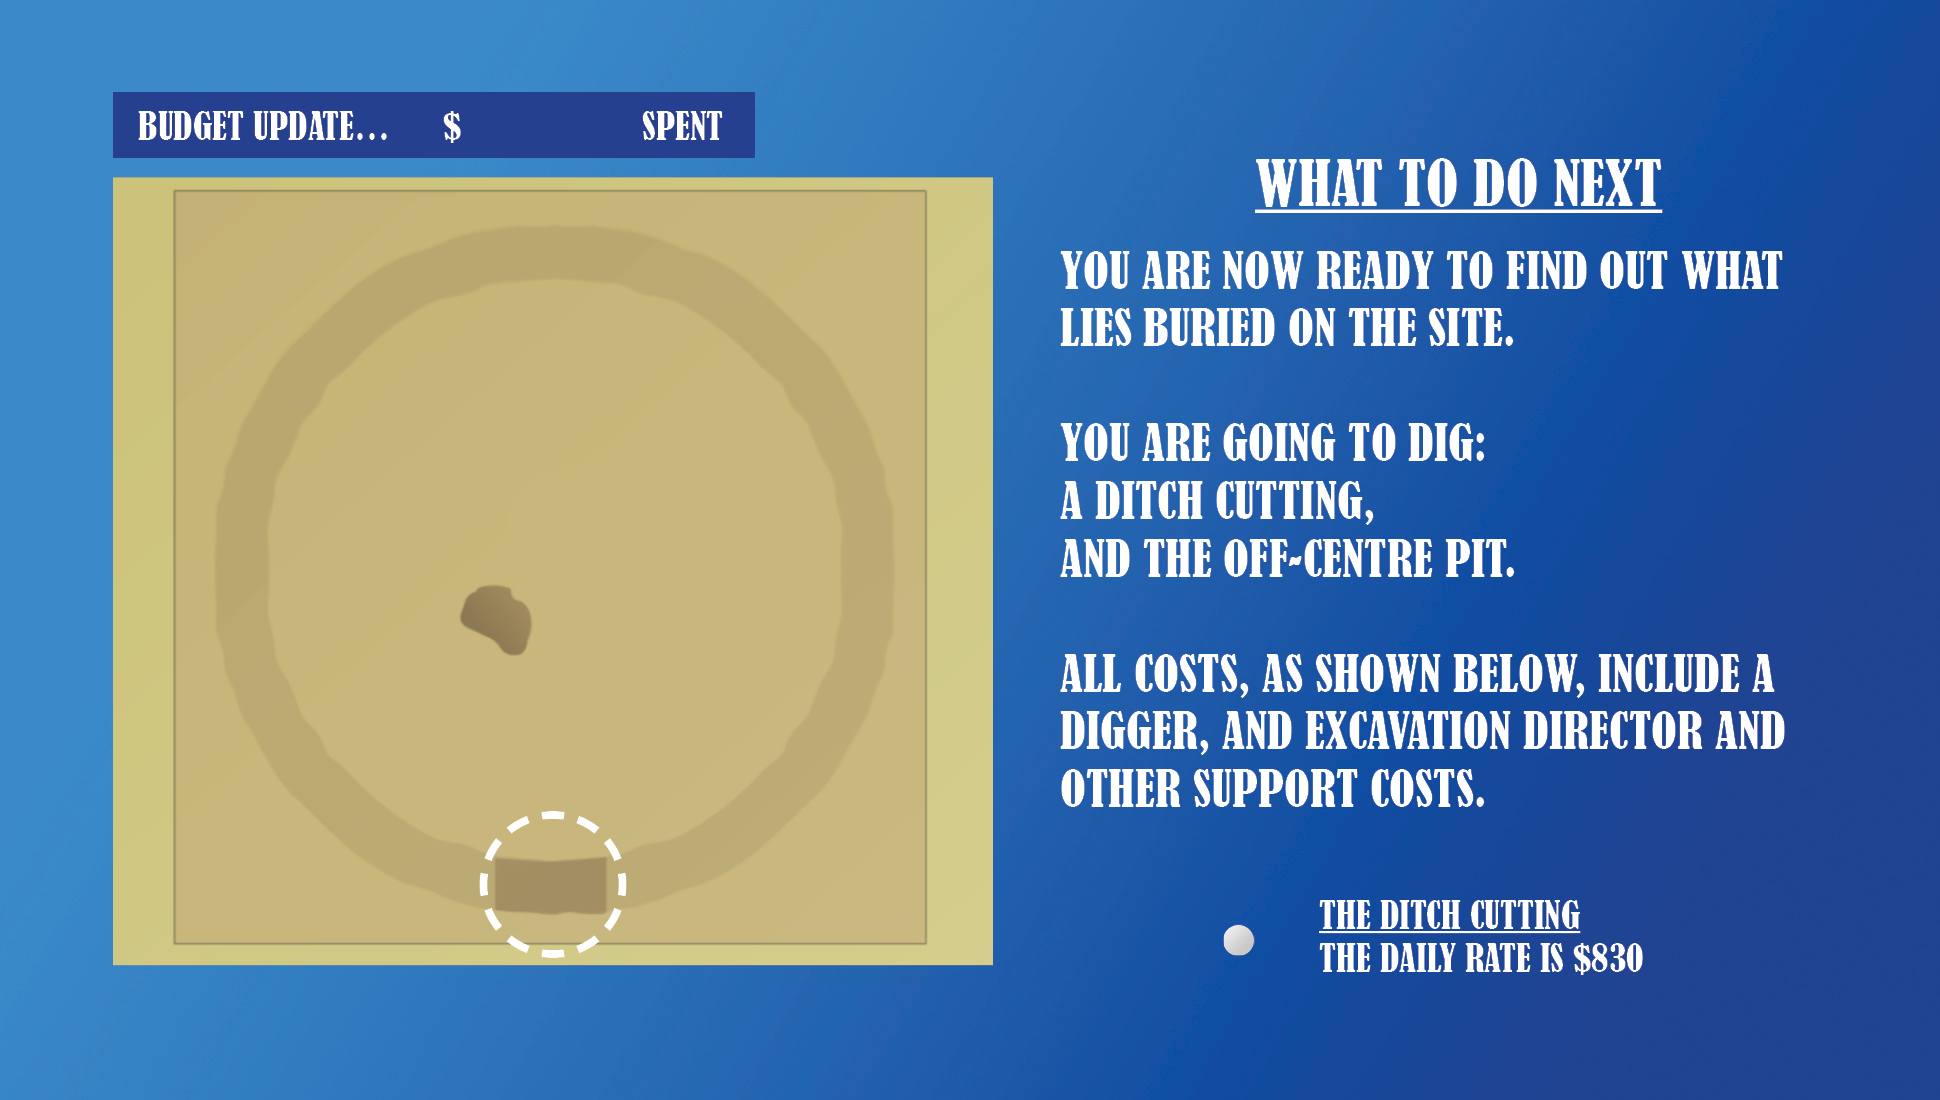 BUDGET UPDATE... $ SPENT
WHAT TO DO NEXT
YOU ARE NOW READY TO FIND OUT WHAT
LIES BURIED ON THE SITE.
YOU ARE GOING TO DIG:
A DITCH CUTTING,
AND THE OFF-CENTRE PIT.
ALL COSTS, AS SHOWN BELOW, INCLUDE A
DIGGER, AND EXCAVATION DIRECTOR AND
OTHER SUPPORT COSTS.
THE DITCH CUTTING
THE DAILY RATE IS $830